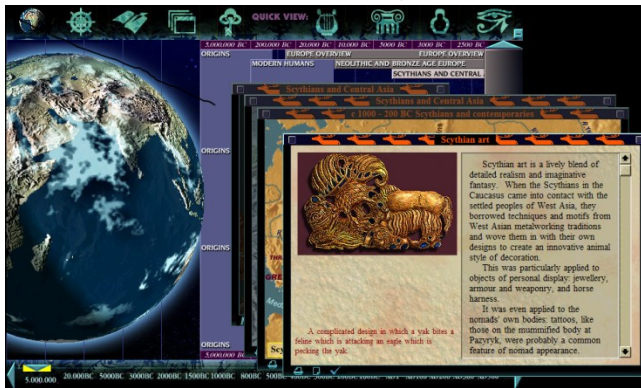 QUICK VIEW:
5,000,000 BC 200,000 BC 20,000 BC 10,000 BC 5000 BC 3000 BC 2500 BC
ORIGINS EUROPE OVERVIEW EUROPE OVERVIEW
MODERN HUMANS NEOLITHIC AND BRONZE AGE EUROPE
SCYTHIANS AND CENTRAL
Scythians and Central Asia
Scythians and Central Asia
c 1000 - 200 BC Scythians and contemporaries
Scythian art
ORIGINS
ORIGINS
ORIGINS
Scythian art is a lively blend of
detailed realism and imaginative
fantasy. When the Scythians in the
Caucasus came into contact with the
settled peoples of West Asia, they
borrowed techniques and motifs from
West Asian metalworking traditions
and wove them in with their own
designs to create an innovative animal
style of decoration.
This was particularly applied to
objects of personal display: jewellery,
armour and weaponry, and horse
harness.
It was even applied to the
nomads' own bodies: tattoos, like
those on the mummified body at
Pazyryk, were probably a common
feature of nomad appearance.
A complicated design in which a yak bites a
feline which is attacking an eagle which is
pecking the yak.
5,000,000 BC
5.000.000 20.000BC 5000BC 3000BC 2000BC 1500BC 1000BC 800BC